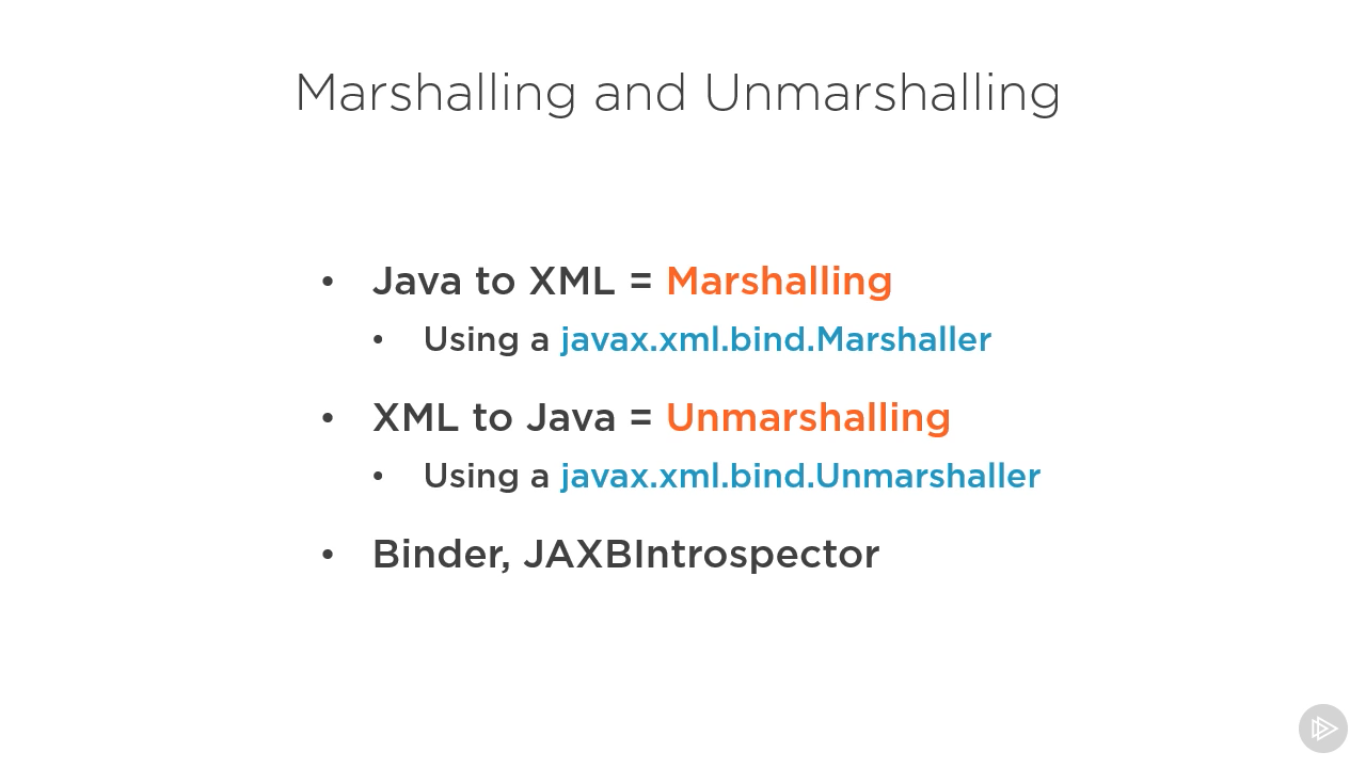 Marshalling and Unmarshalling
• Java to XML = Marshalling
• Using a javax.xml.bind.Marshaller
• XML to Java = Unmarshalling
• Using a javax.xml.bind.Unmarshaller
• Binder, JAXBIntrospector